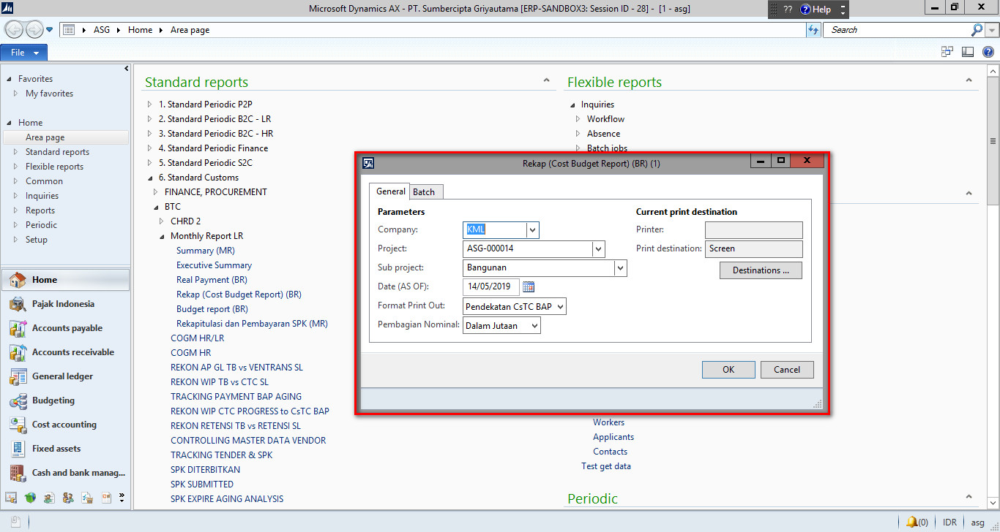 Microsoft Dynamics AX - PT. Sumbercipta Griyautama [ERP-SANDBOX3: Session ID - 28] - [1 - asg]
?? Help
ASG Home Area page
Search
File
Favorites
My favorites
Home
Area page
Standard reports
Flexible reports
Common
Inquiries
Reports
Periodic
Setup
Home
Pajak Indonesia
Accounts payable
Accounts receivable
General ledger
Budgeting
Cost accounting
Fixed assets
Cash and bank manag...
Standard reports
1. Standard Periodic P2P
2. Standard Periodic B2C - LR
3. Standard Periodic B2C - HR
4. Standard Periodic Finance
5. Standard Periodic S2C
6. Standard Customs
FINANCE, PROCUREMENT
BTC
CHRD 2
Monthly Report LR
Summary (MR)
Executive Summary
Real Payment (BR)
Rekap (Cost Budget Report) (BR)
Budget report (BR)
Rekapitulasi dan Pembayaran SPK (MR)
COGM HR/LR
COGM HR
REKON AP GL TB vs VENTRANS SL
REKON WIP TB vs CTC SL
TRACKING PAYMENT BAP AGING
REKON WIP CTC PROGRESS to CsTC BAP
REKON RETENSI TB vs RETENSI SL
CONTROLLING MASTER DATA VENDOR
TRACKING TENDER & SPK
SPK DITERBITKAN
SPK SUBMITTED
SPK EXPIRE AGING ANALYSIS
Flexible reports
Inquiries
Workflow
Absence
Batch jobs
Rekap (Cost Budget Report) (BR) (1)
General Batch
Parameters
Company: KML
Project: ASG-000014
Sub project: Bangunan
Date (AS OF): 14/05/2019
Format Print Out: Pendekatan CsTC BAP
Pembagian Nominal: Dalam Jutaan
Current print destination
Printer:
Print destination: Screen
Destinations ...
OK Cancel
Workers
Applicants
Contacts
Test get data
Periodic
(0) IDR asg